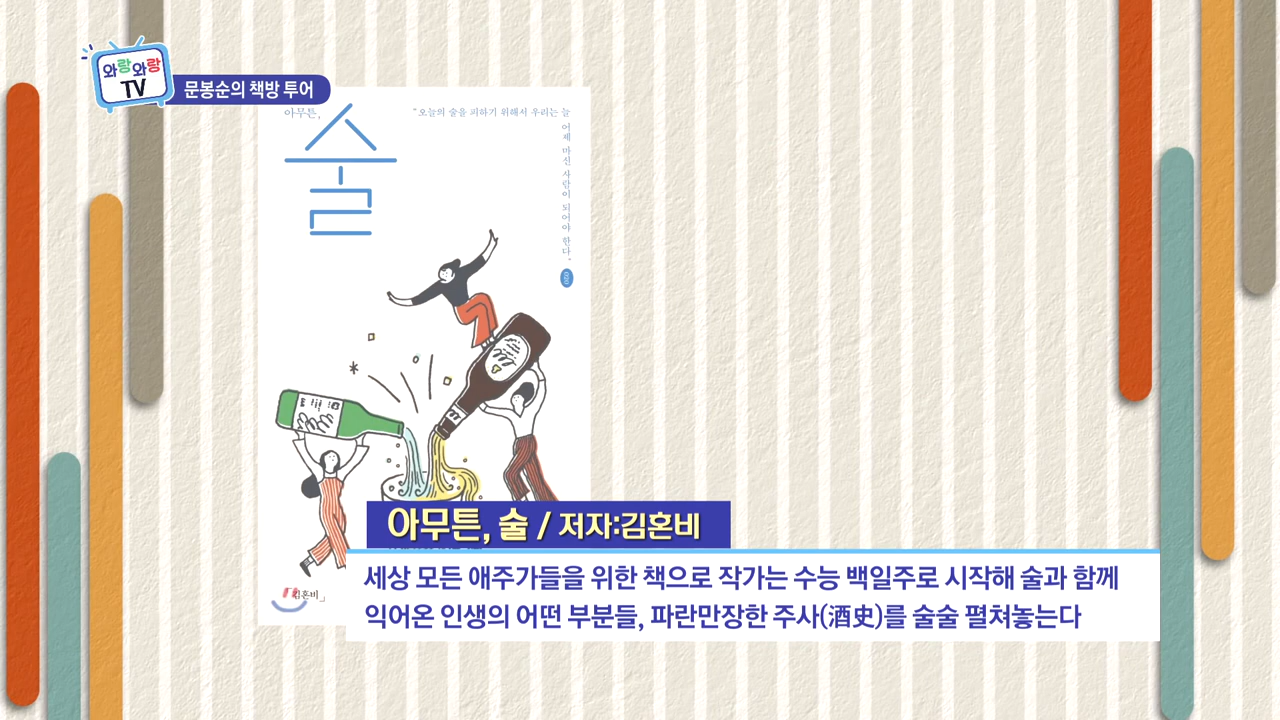 와랑와랑
TV
문봉순의 책방 투어
아무튼,
술
"오늘의 술을 피하기 위해서 우리는 늘
어제 마신 사람이 되어야 한다."
아무튼, 술 / 저자:김혼비
세상 모든 애주가들을 위한 책으로 작가는 수능 백일주로 시작해 술과 함께
익어온 인생의 어떤 부분들, 파란만장한 주사(酒史)를 술술 펼쳐놓는다
김혼비